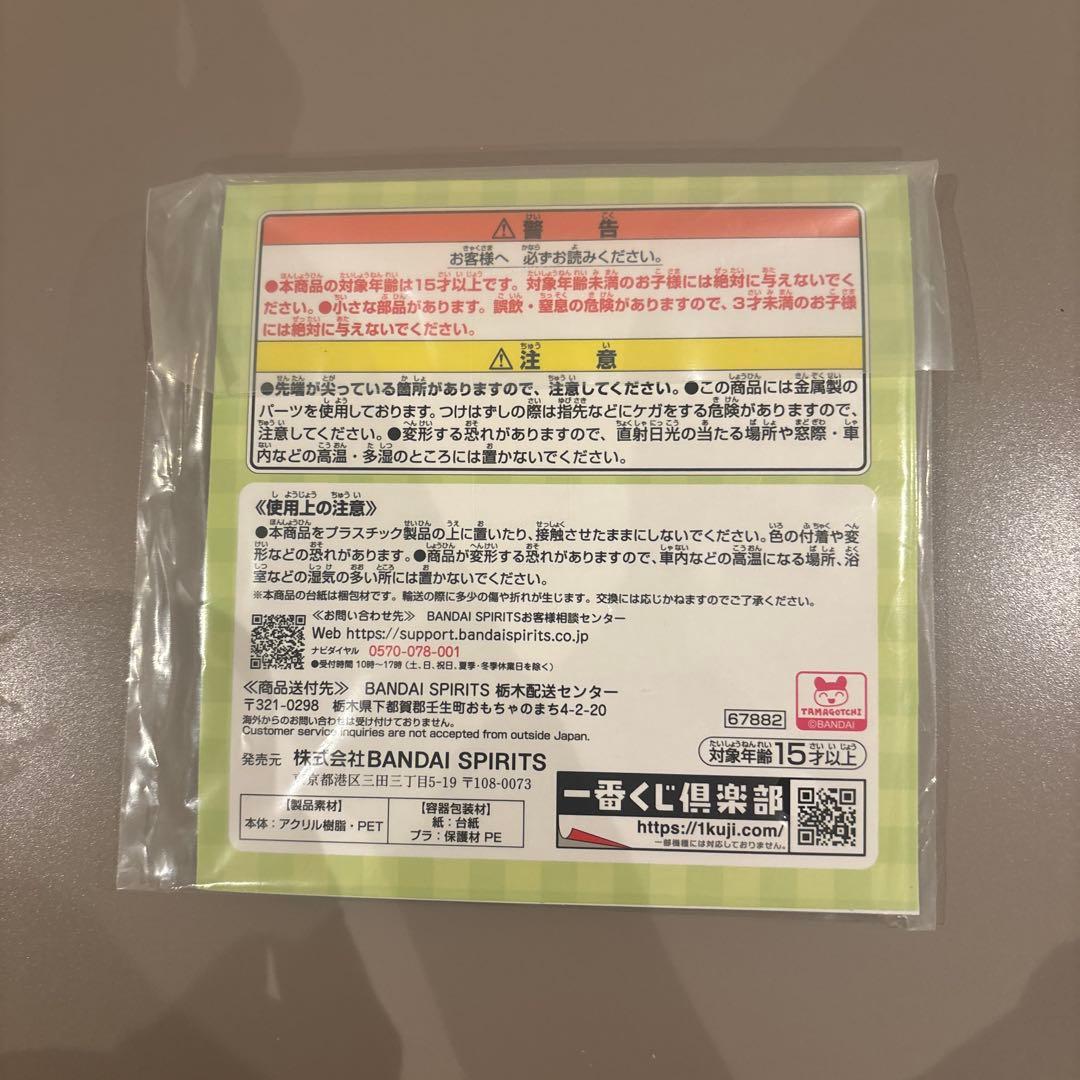 ⚠警告
お客様へ 必ずお読みください。
●本商品の対象年齢は15才以上です。対象年齢未満のお子様には絶対に与えないでく
ださい。●小さな部品があります。誤飲・窒息の危険がありますので、3才未満のお子様
には絶対に与えないでください。
⚠注意
●先端が尖っている箇所がありますので、注意してください。●この商品には金属製の
パーツを使用しております。つけはずしの際は指先などにケガをする危険がありますので、
注意してください。●変形する恐れがありますので、直射日光の当たる場所や窓際・車
内などの高温・多湿のところには置かないでください。
《使用上の注意》
●本商品をプラスチック製品の上に置いたり、接触させたままにしないでください。色の付着や変
形などの恐れがあります。●商品が変形する恐れがありますので、車内などの高温になる場所、浴
室などの湿気の多い所には置かないでください。
※本商品の台紙は梱包材です。輸送の際に多少の傷や折れが生じます。交換には応じかねますのでご了承ください。
≪お問い合わせ先≫ BANDAI SPIRITSお客様相談センター
Web https://support.bandaispirits.co.jp
ナビダイヤル 0570-078-001
●受付時間 10時〜17時(土、日、祝日、夏季・冬季休業日を除く)
≪商品送付先≫ BANDAI SPIRITS 栃木配送センター
〒321-0298 栃木県下都賀郡壬生町おもちゃのまち4-2-20
海外からのお問い合わせは受け付けておりません。
Customer service inquiries are not accepted from outside Japan.
67882
TAMAGOTCHI
©BANDAI
発売元 株式会社BANDAI SPIRITS
東京都港区三田三丁目5-19 〒108-0073
対象年齢15才以上
【製品素材】
本体:アクリル樹脂・PET
【容器包装材】
紙:台紙
プラ:保護材 PE
一番くじ倶楽部
https://1kuji.com/
一部機種には対応しておりません。